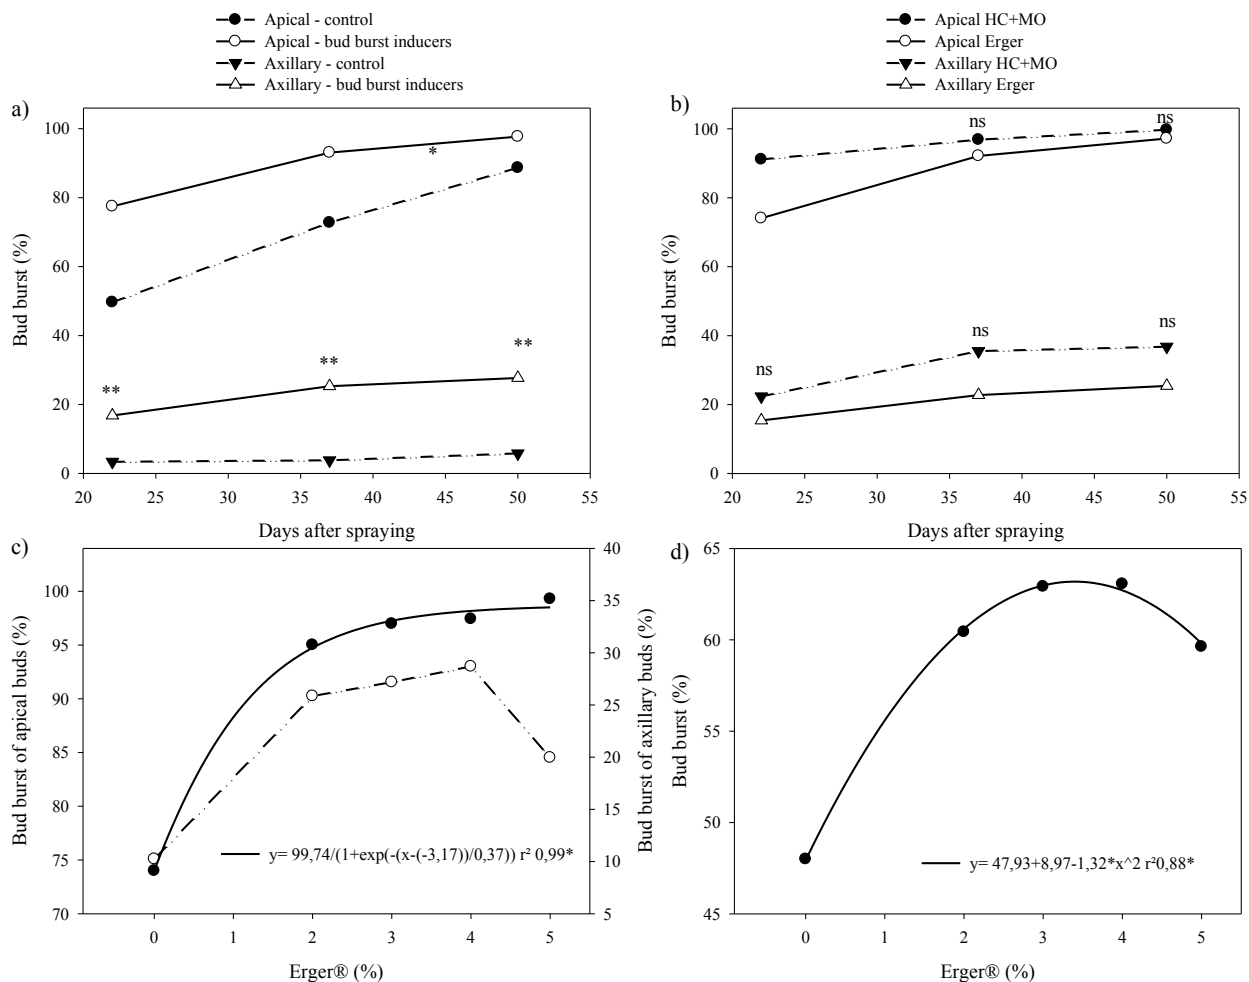 Apical - control
Apical - bud burst inducers
Axillary - control
Axillary - bud burst inducers
Apical HC+MO
Apical Erger
Axillary HC+MO
Axillary Erger
a)
100
80
60
40
20
0
Bud burst (%)
*
**
**
**
20 25 30 35 40 45 50 55
Days after spraying
b)
100
80
60
40
20
0
Bud burst (%)
ns
ns
ns
ns
ns
20 25 30 35 40 45 50 55
Days after spraying
c)
100
95
90
85
80
75
70
Bud burst of apical buds (%)
40
35
30
25
20
15
10
5
Bud burst of axillary buds (%)
y= 99,74/(1+exp(-(x-(-3,17))/0,37)) r² 0,99*
0 1 2 3 4 5
Erger® (%)
d)
65
60
50
45
Bud burst (%)
y= 47,93+8,97-1,32*x^2 r²0,88*
0 1 2 3 4 5
Erger® (%)